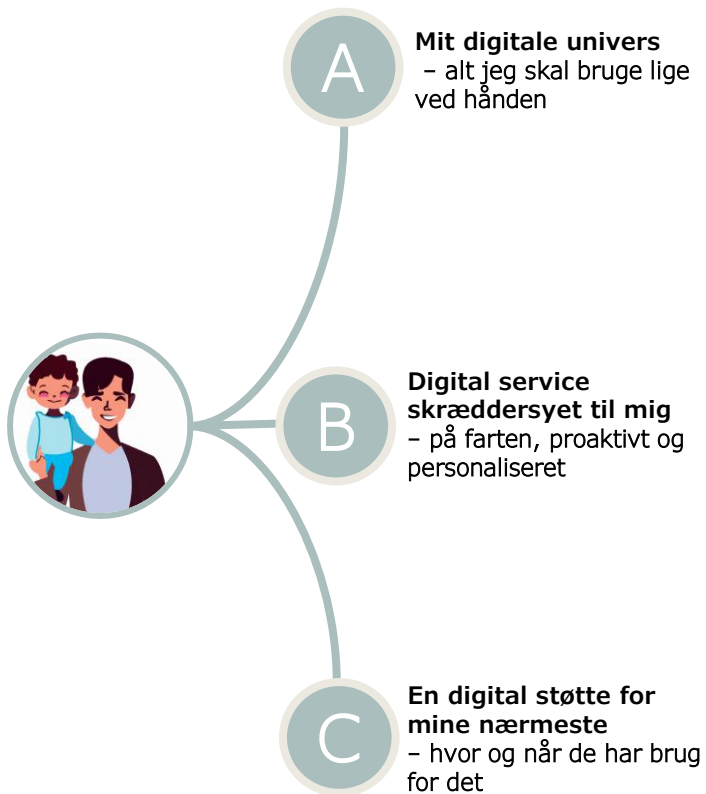 A
Mit digitale univers
– alt jeg skal bruge lige
ved hånden
B
Digital service
skræddersyet til mig
– på farten, proaktivt og
personaliseret
C
En digital støtte for
mine nærmeste
– hvor og når de har brug
for det